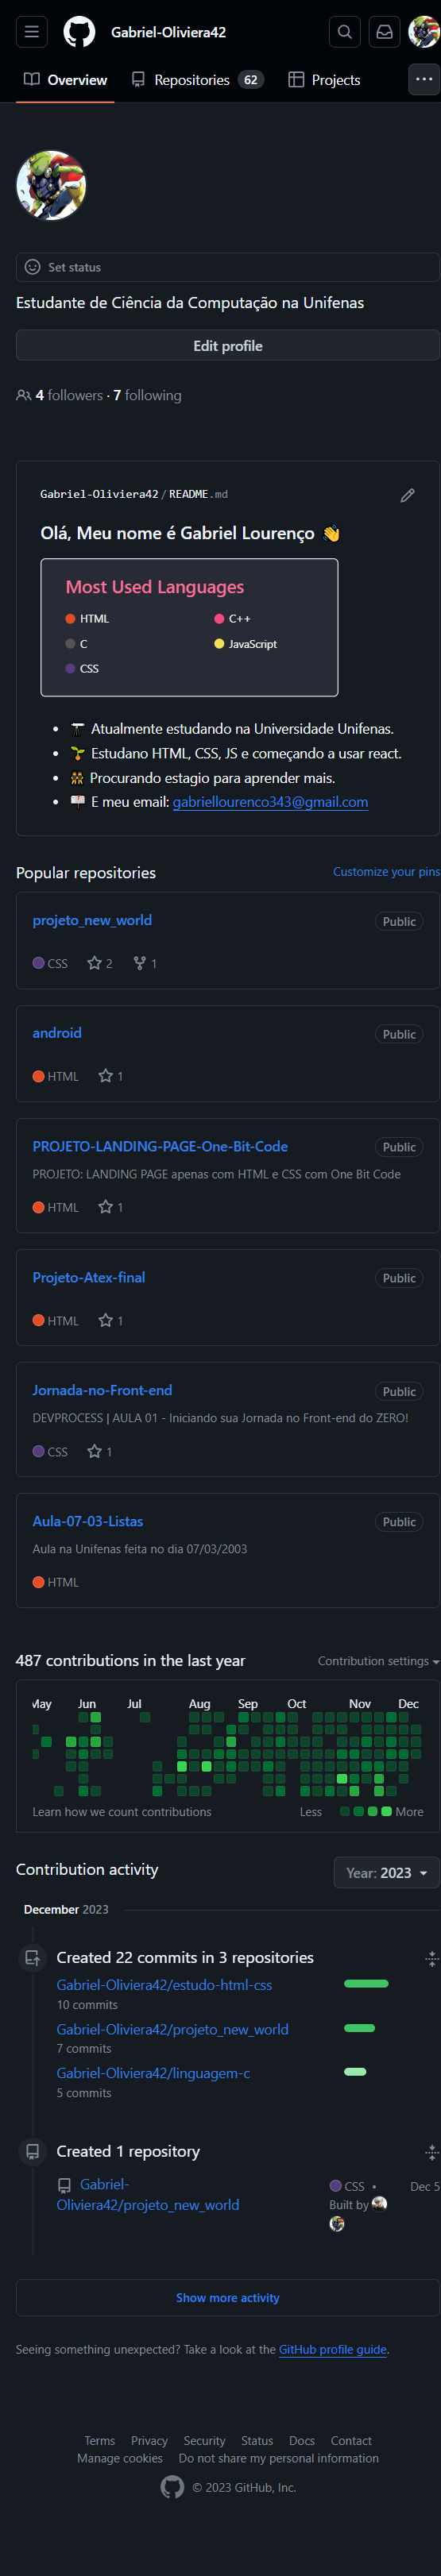 Gabriel-Oliviera42
Overview
Repositories 62
Projects
Set status
Estudante de Ciência da Computação na Unifenas
Edit profile
4 followers · 7 following
Gabriel-Oliviera42/README.md
Olá, Meu nome é Gabriel Lourenço 👋
Most Used Languages
HTML
C++
C
JavaScript
CSS
Atualmente estudando na Universidade Unifenas.
Estudano HTML, CSS, JS e começando a usar react.
Procurando estagio para aprender mais.
E meu email: gabriellourenco343@gmail.com
Popular repositories
Customize your pins
projeto_new_world
Public
CSS
2
1
android
Public
HTML
1
PROJETO-LANDING-PAGE-One-Bit-Code
Public
PROJETO: LANDING PAGE apenas com HTML e CSS com One Bit Code
HTML
1
Projeto-Atex-final
Public
HTML
1
Jornada-no-Front-end
Public
DEVPROCESS | AULA 01 - Iniciando sua Jornada no Front-end do ZERO!
CSS
1
Aula-07-03-Listas
Public
Aula na Unifenas feita no dia 07/03/2003
HTML
487 contributions in the last year
Contribution settings
May Jun Jul Aug Sep Oct Nov Dec
Learn how we count contributions
Less
More
Contribution activity
Year: 2023
December 2023
Created 22 commits in 3 repositories
Gabriel-Oliviera42/estudo-html-css
10 commits
Gabriel-Oliviera42/projeto_new_world
7 commits
Gabriel-Oliviera42/linguagem-c
5 commits
Created 1 repository
Gabriel-
Oliviera42/projeto_new_world
CSS •
Built by
Dec 5
Show more activity
Seeing something unexpected? Take a look at the GitHub profile guide.
Terms Privacy Security Status Docs Contact
Manage cookies Do not share my personal information
© 2023 GitHub, Inc.